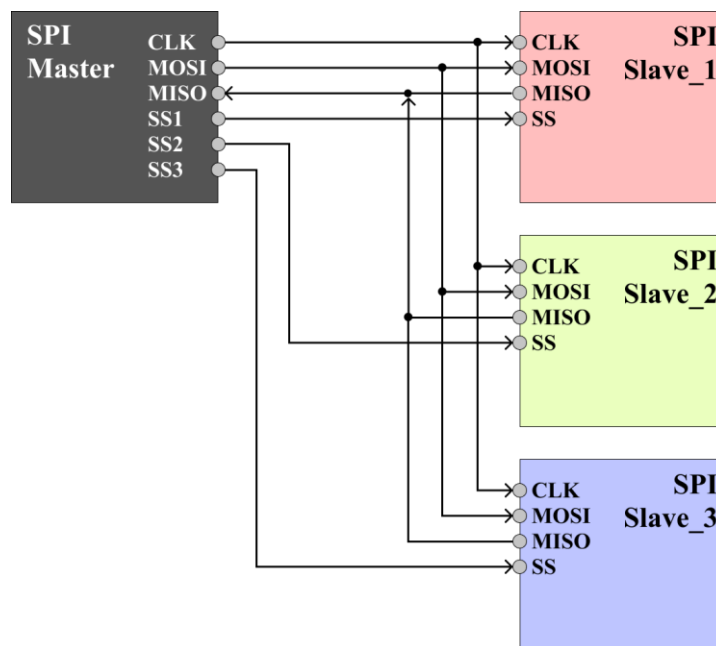 SPI
Master
CLK
MOSI
MISO
SS1
SS2
SS3
SPI
Slave_1
CLK
MOSI
MISO
SS
SPI
Slave_2
CLK
MOSI
MISO
SS
SPI
Slave_3
CLK
MOSI
MISO
SS